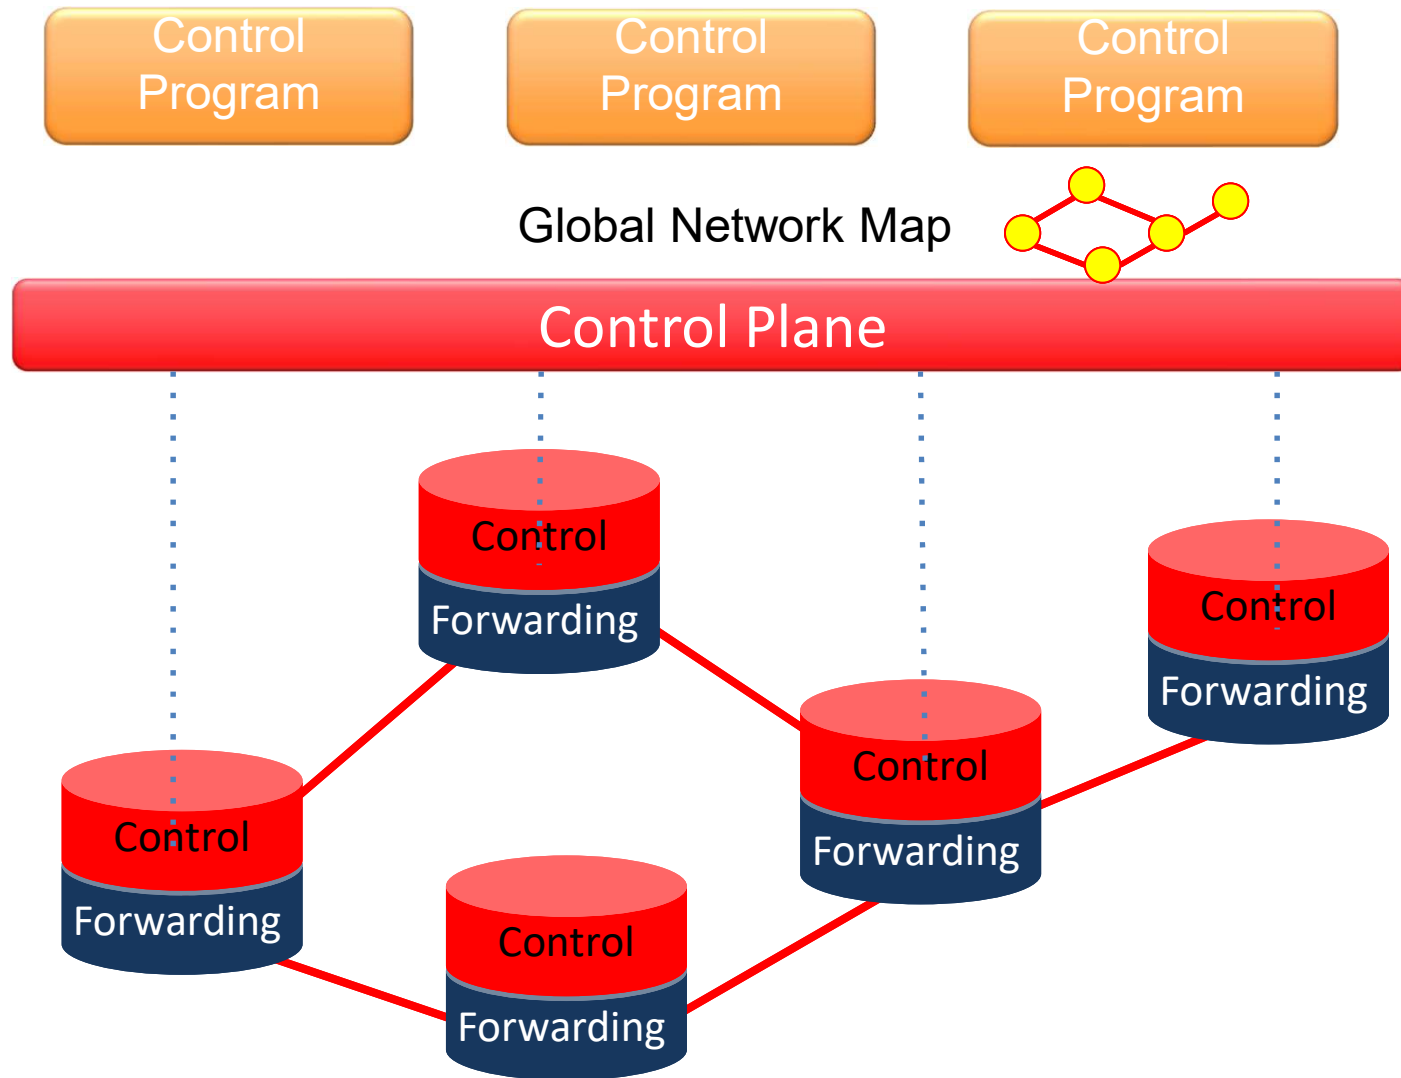 Control
Program
Control
Program
Control
Program
Global Network Map
Control Plane
Control
Forwarding
Control
Forwarding
Control
Forwarding
Control
Forwarding
Control
Forwarding